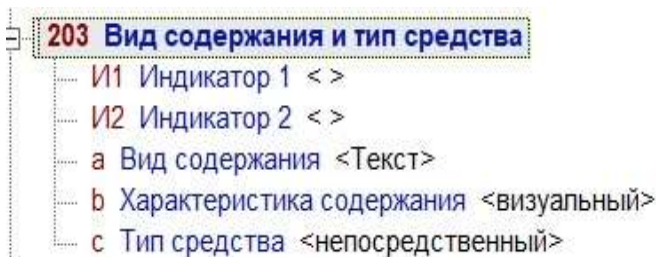 203 Вид содержания и тип средства
И1 Индикатор 1 < >
И2 Индикатор 2 < >
a Вид содержания <Текст>
b Характеристика содержания <визуальный>
c Тип средства <непосредственный>